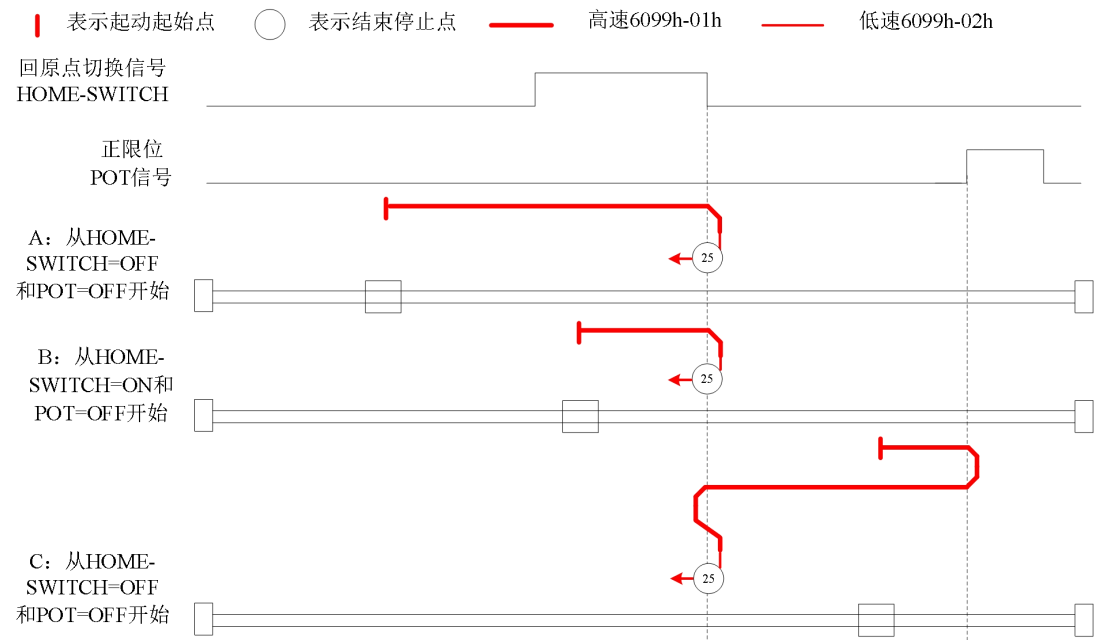 表示起动起始点 表示结束停止点 高速6099h-01h 低速6099h-02h
回原点切换信号
HOME-SWITCH
正限位
POT信号
A：从HOME-
SWITCH=OFF
和POT=OFF开始
25
B：从HOME-
SWITCH=ON和
POT=OFF开始
25
C：从HOME-
SWITCH=OFF
和POT=OFF开始
25